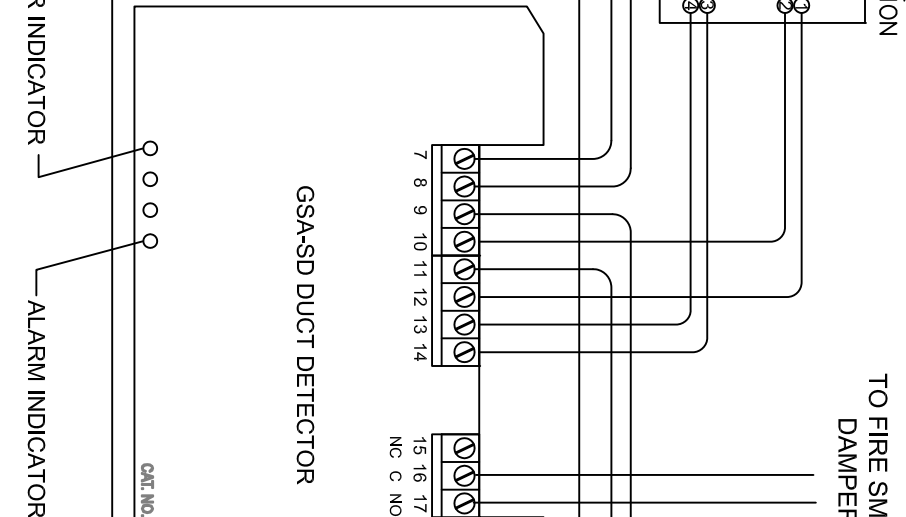 ION
4
3
2
1
R INDICATOR
7
8
9
10
11
12
13
14
GSA-SD DUCT DETECTOR
ALARM INDICATOR
TO FIRE SM
DAMPER
15
16
17
NC
C
NO
CAT. NO.